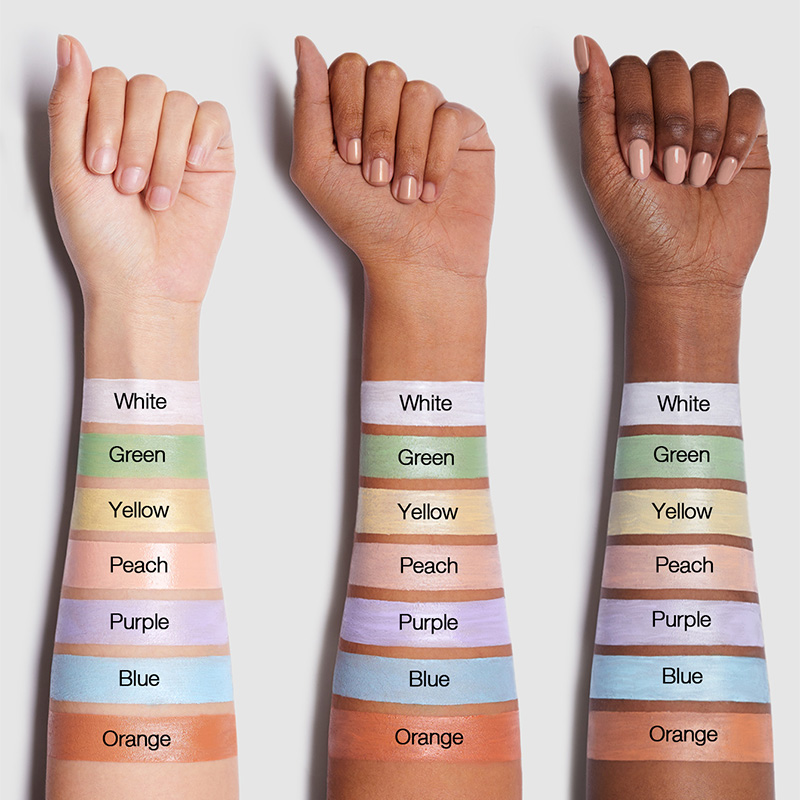 White White White
Green Green Green
Yellow Yellow Yellow
Peach Peach Peach
Purple Purple Purple
Blue Blue Blue
Orange Orange Orange